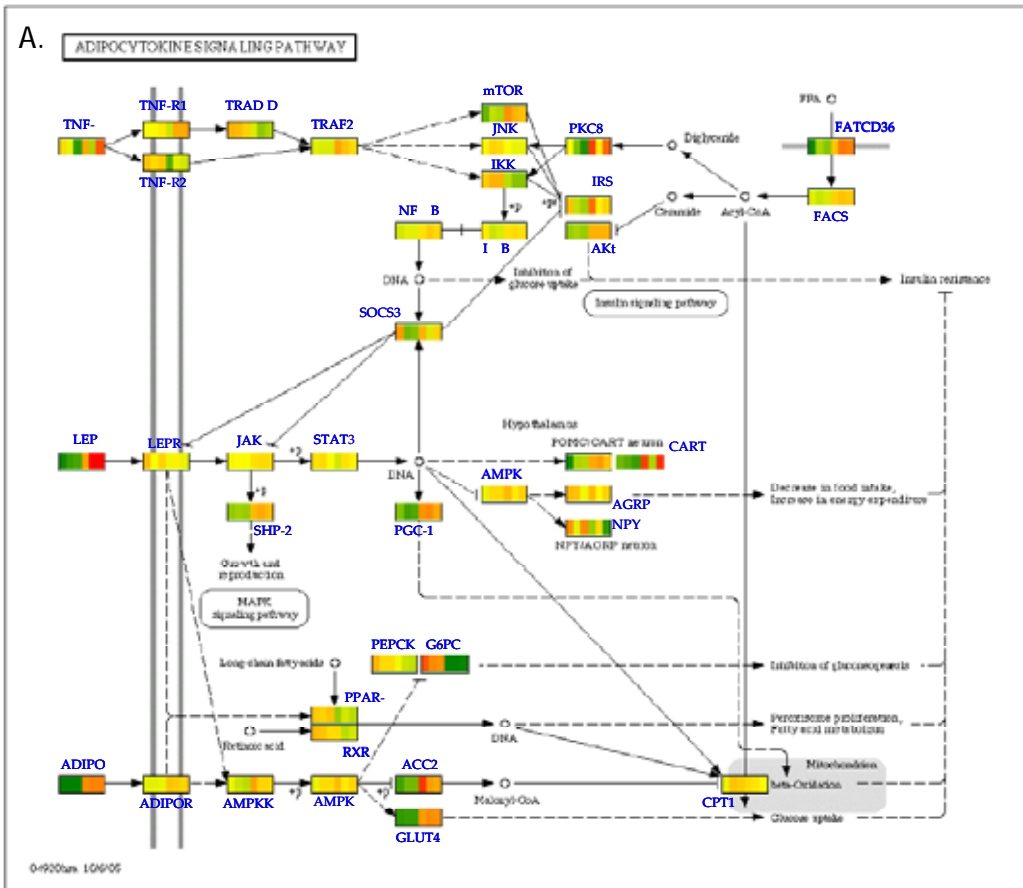 A.
ADIPOCYTOKINE SIGNALING PATHWAY
mTOR
FFA
TNF-R1
TRAD D
TNF-
TRAF2
JNK
PKC8
Diglyceride
FATCD36
TNF-R2
IKK
IRS
+p
+p
Ceramide
Acyl-CoA
FACS
NF B
I B
AKt
DNA
Inhibition of
glucose uptake
Insulin resistance
Insulin signaling pathway
SOCS3
Hypothalamus
LEP
LEPR
JAK
+p
STAT3
POMC/CART neuron
CART
DNA
AMPK
+p
Decrease in food intake,
Increase in energy expenditure
AGRP
SHP-2
PGC-1
NPY
NPY/AGRP neuron
Growth and
reproduction
MAPK
signaling pathway
PEPCK
G6PC
Long-chain fatty acids
Inhibition of gluconeogenesis
PPAR-
Peroxisome proliferation,
Fatty acid metabolism
Retinoic acid
RXR
DNA
ADIPO
ACC2
Mitochondrion
ADIPOR
AMPKK
+p
AMPK
+p
Malonyl-CoA
CPT1
beta-Oxidation
GLUT4
Glucose uptake
04920hsa 10/6/05